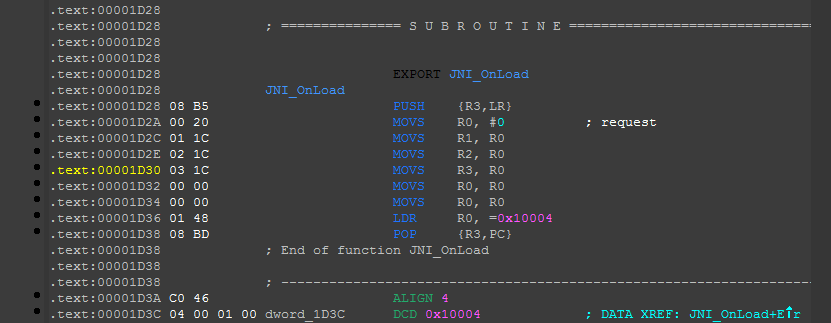 .text:00001D28
.text:00001D28 ; =============== S U B R O U T I N E =======================================
.text:00001D28
.text:00001D28
.text:00001D28 EXPORT JNI_OnLoad
.text:00001D28 JNI_OnLoad
.text:00001D28 08 B5 PUSH {R3,LR}
.text:00001D2A 00 20 MOVS R0, #0 ; request
.text:00001D2C 01 1C MOVS R1, R0
.text:00001D2E 02 1C MOVS R2, R0
.text:00001D30 03 1C MOVS R3, R0
.text:00001D32 00 00 MOVS R0, R0
.text:00001D34 00 00 MOVS R0, R0
.text:00001D36 01 48 LDR R0, =0x10004
.text:00001D38 08 BD POP {R3,PC}
.text:00001D38 ; End of function JNI_OnLoad
.text:00001D38
.text:00001D38 ; ---------------------------------------------------------------------------
.text:00001D3A C0 46 ALIGN 4
.text:00001D3C 04 00 01 00 dword_1D3C DCD 0x10004 ; DATA XREF: JNI_OnLoad+E↑r